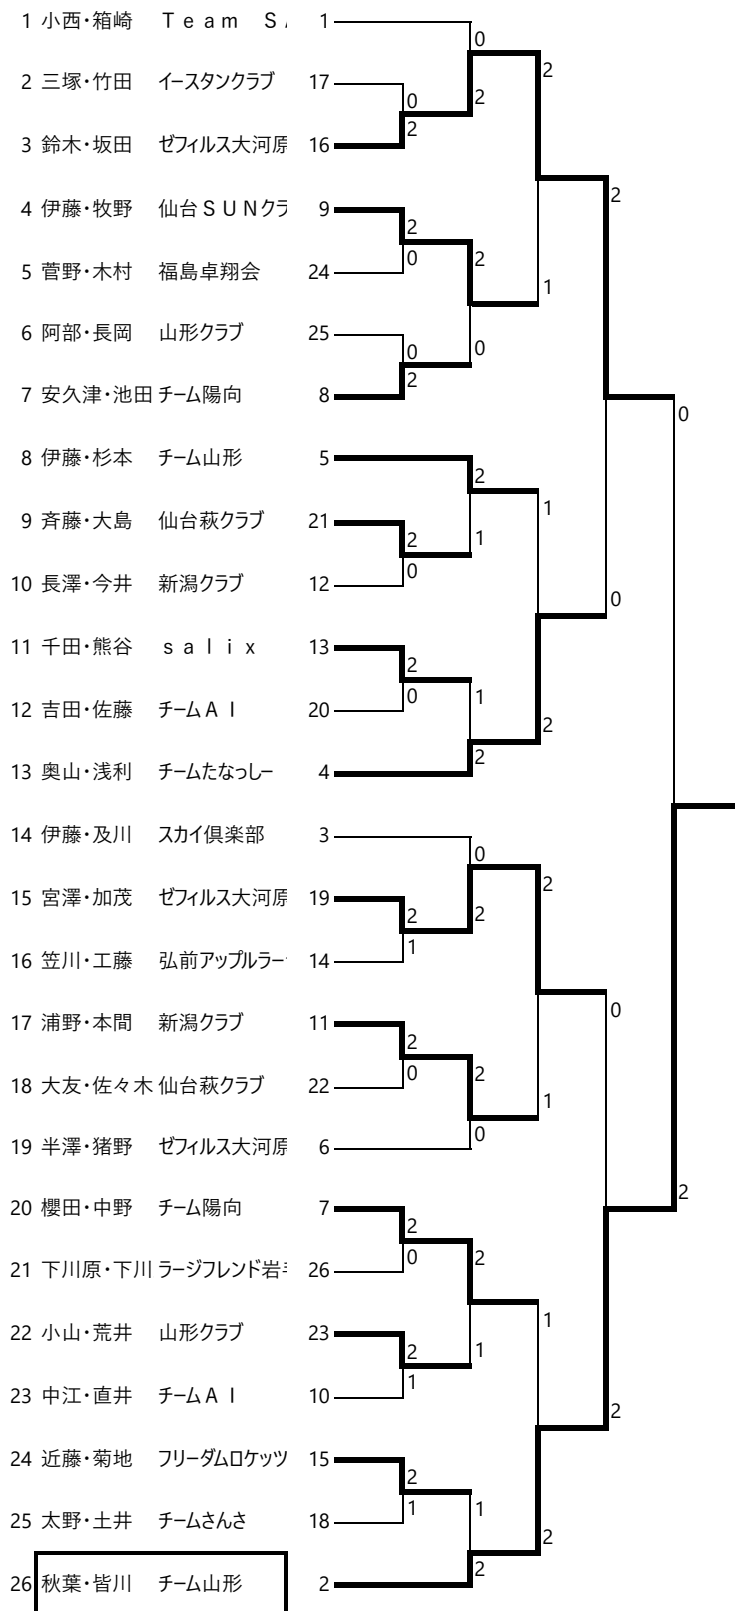 1 小西・箱崎 Ｔｅａｍ Ｓ 1
2 三塚・竹田 イースタンクラブ 17
3 鈴木・坂田 ゼフィルス大河原 16
4 伊藤・牧野 仙台ＳＵＮクラ 9
5 菅野・木村 福島卓翔会 24
6 阿部・長岡 山形クラブ 25
7 安久津・池田 チーム陽向 8
8 伊藤・杉本 チーム山形 5
9 斉藤・大島 仙台萩クラブ 21
10 長澤・今井 新潟クラブ 12
11 千田・熊谷 ｓａｌｉｘ 13
12 吉田・佐藤 チームＡＩ 20
13 奥山・浅利 チームたなっしー 4
14 伊藤・及川 スカイ倶楽部 3
15 宮澤・加茂 ゼフィルス大河原 19
16 笠川・工藤 弘前アップルラー 14
17 浦野・本間 新潟クラブ 11
18 大友・佐々木 仙台萩クラブ 22
19 半澤・猪野 ゼフィルス大河原 6
20 櫻田・中野 チーム陽向 7
21 下川原・下川 ラージフレンド岩 26
22 小山・荒井 山形クラブ 23
23 中江・直井 チームＡＩ 10
24 近藤・菊地 フリーダムロケッツ 15
25 太野・土井 チームさんさ 18
26 秋葉・皆川 チーム山形 2
0
2
2
0
0
2
2
0
2
0
2
0
2
1
2
0
2
0
2
1
2
1
0
2
2
0
2
1
1
2
0
2
2
0
2
1
1
2
2
1
1
2
2
1
1
2
2
0
0
2
0
2